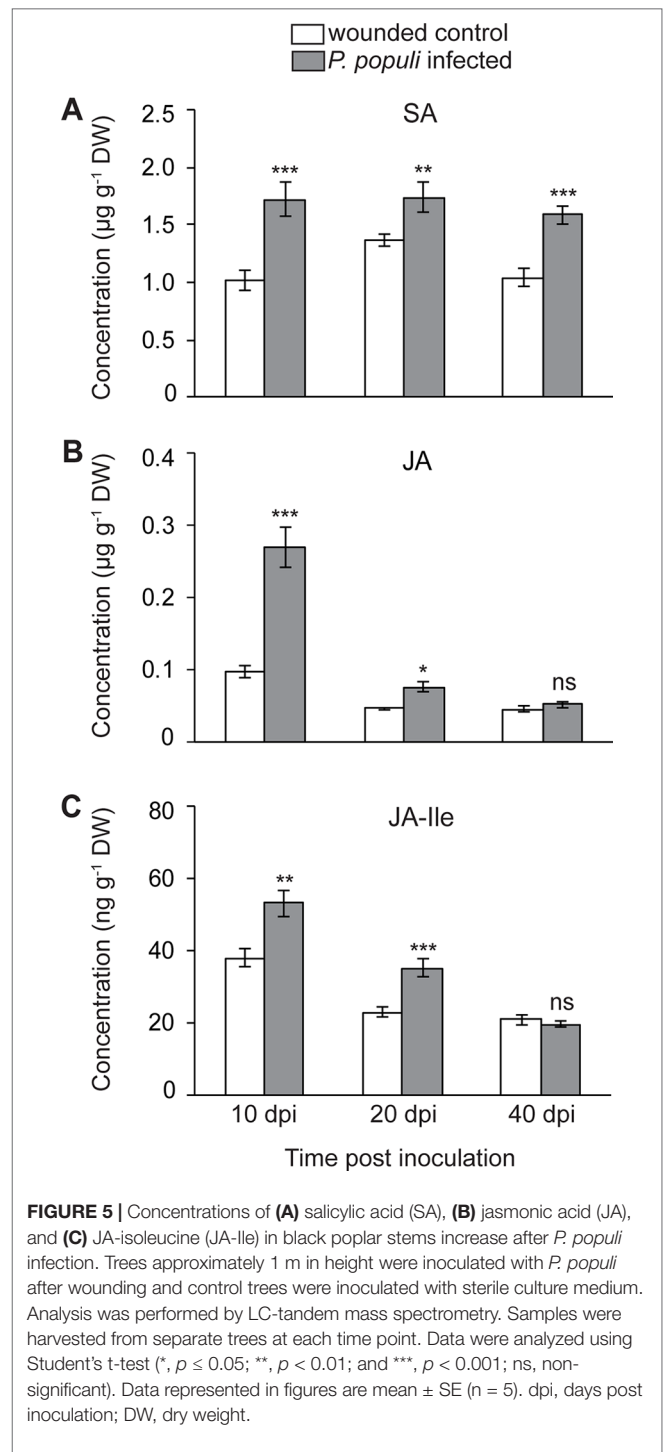 wounded control
P. populi infected
A
SA
Concentration (µg g⁻¹ DW)
2.5
2.0
1.5
1.0
0.5
0
***
**
***
B
JA
Concentration (µg g⁻¹ DW)
0.4
0.3
0.2
0.1
0
***
*
ns
C
JA-Ile
Concentration (ng g⁻¹ DW)
80
60
40
20
0
**
***
ns
10 dpi 20 dpi 40 dpi
Time post inoculation
FIGURE 5 | Concentrations of (A) salicylic acid (SA), (B) jasmonic acid (JA),
and (C) JA-isoleucine (JA-Ile) in black poplar stems increase after P. populi
infection. Trees approximately 1 m in height were inoculated with P. populi
after wounding and control trees were inoculated with sterile culture medium.
Analysis was performed by LC-tandem mass spectrometry. Samples were
harvested from separate trees at each time point. Data were analyzed using
Student’s t-test (*, p ≤ 0.05; **, p < 0.01; and ***, p < 0.001; ns, non-
significant). Data represented in figures are mean ± SE (n = 5). dpi, days post
inoculation; DW, dry weight.